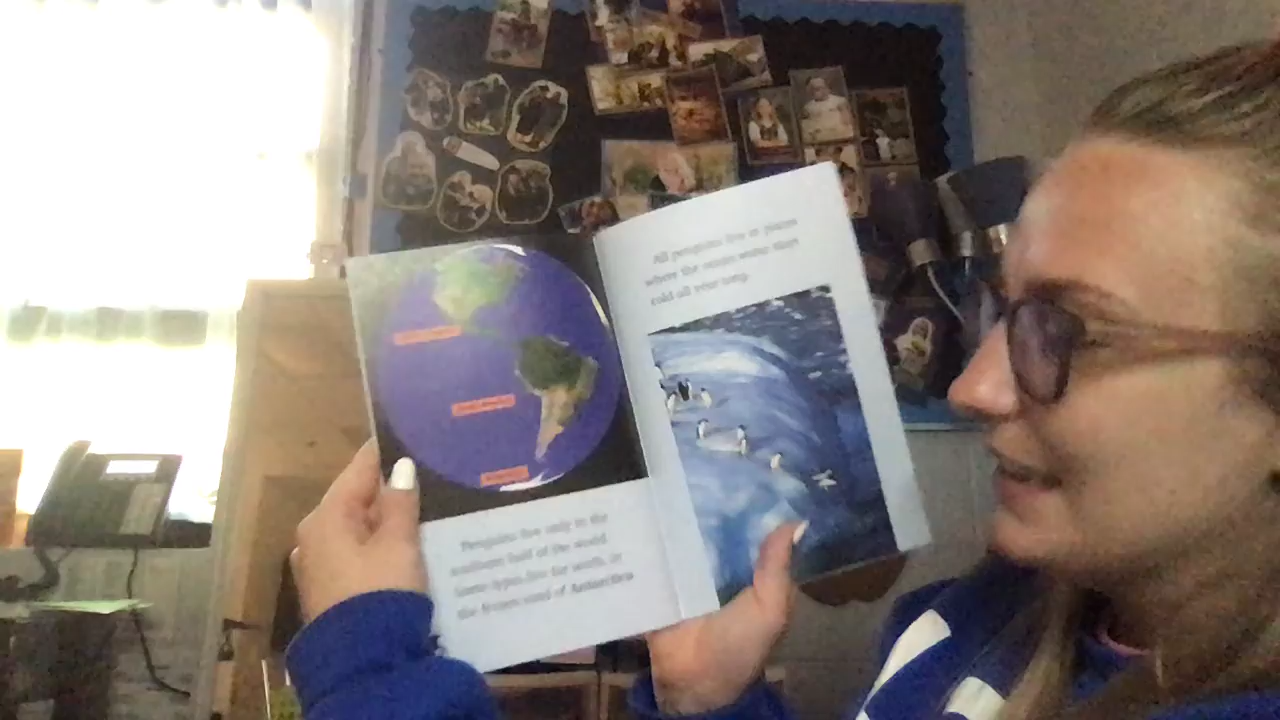 Penguins live only in the
southern half of the world.
Some types live far south, in
the frozen land of Antarctica
All penguins live in places
where the ocean water stays
cold all year long.